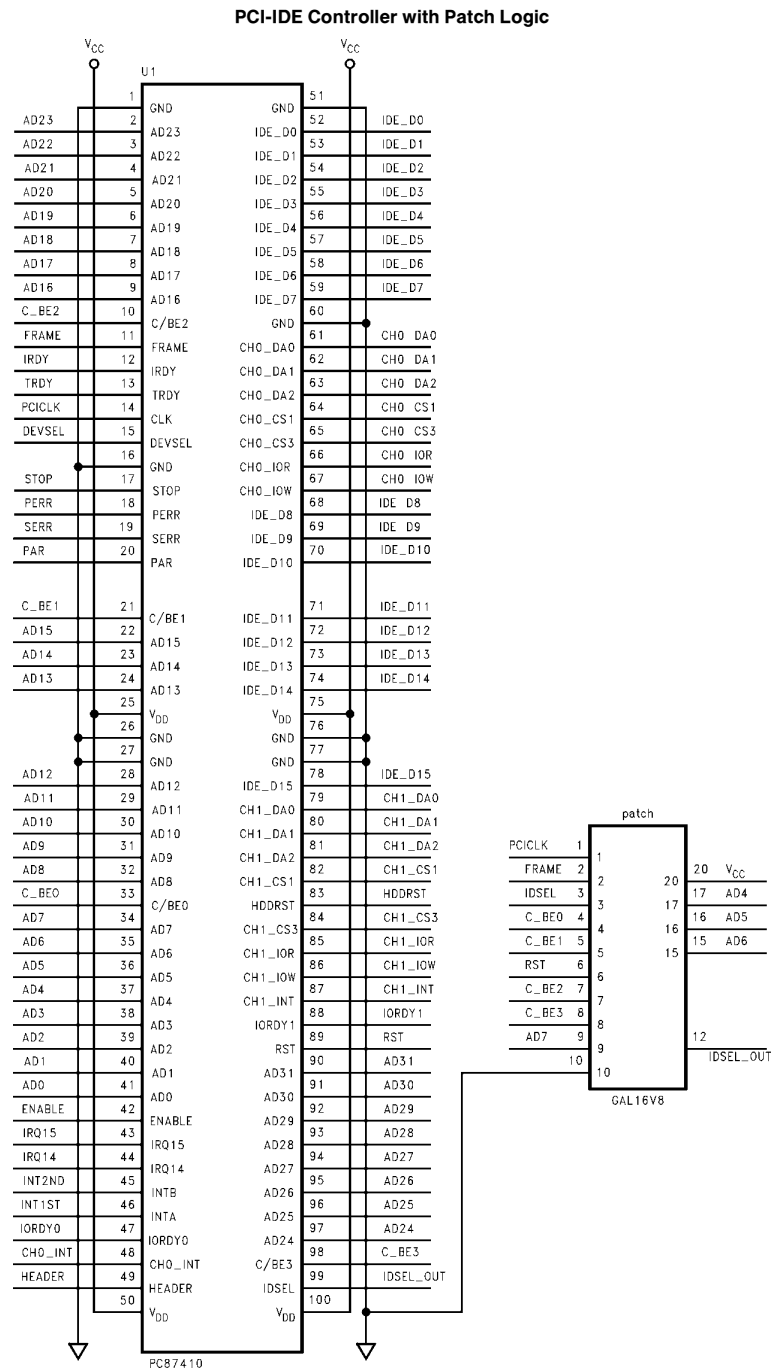 PCI-IDE Controller with Patch Logic
VCC VCC
U1
1 GND GND 51
AD23 2 AD23 IDE_D0 52 IDE_D0
AD22 3 AD22 IDE_D1 53 IDE_D1
AD21 4 AD21 IDE_D2 54 IDE_D2
AD20 5 AD20 IDE_D3 55 IDE_D3
AD19 6 AD19 IDE_D4 56 IDE_D4
AD18 7 AD18 IDE_D5 57 IDE_D5
AD17 8 AD17 IDE_D6 58 IDE_D6
AD16 9 AD16 IDE_D7 59 IDE_D7
C_BE2 10 C/BE2 GND 60
FRAME 11 FRAME CH0_DA0 61 CH0 DA0
IRDY 12 IRDY CH0_DA1 62 CH0 DA1
TRDY 13 TRDY CH0_DA2 63 CH0 DA2
PCICLK 14 CLK CH0_CS1 64 CH0 CS1
DEVSEL 15 DEVSEL CH0_CS3 65 CH0 CS3
16 GND CH0_IOR 66 CH0 IOR
STOP 17 STOP CH0_IOW 67 CH0 IOW
PERR 18 PERR IDE_D8 68 IDE D8
SERR 19 SERR IDE_D9 69 IDE D9
PAR 20 PAR IDE_D10 70 IDE_D10
C_BE1 21 C/BE1 IDE_D11 71 IDE_D11
AD15 22 AD15 IDE_D12 72 IDE_D12
AD14 23 AD14 IDE_D13 73 IDE_D13
AD13 24 AD13 IDE_D14 74 IDE_D14
25 VDD VDD 75
26 GND GND 76
27 GND GND 77
AD12 28 AD12 IDE_D15 78 IDE_D15
AD11 29 AD11 CH1_DA0 79 CH1_DA0
AD10 30 AD10 CH1_DA1 80 CH1_DA1
AD9 31 AD9 CH1_DA2 81 CH1_DA2
AD8 32 AD8 CH1_CS1 82 CH1_CS1
C_BE0 33 C/BE0 HDDRST 83 HDDRST
AD7 34 AD7 CH1_CS3 84 CH1_CS3
AD6 35 AD6 CH1_IOR 85 CH1_IOR
AD5 36 AD5 CH1_IOW 86 CH1_IOW
AD4 37 AD4 CH1_INT 87 CH1_INT
AD3 38 AD3 IORDY1 88 IORDY1
AD2 39 AD2 RST 89 RST
AD1 40 AD1 AD31 90 AD31
AD0 41 AD0 AD30 91 AD30
ENABLE 42 ENABLE AD29 92 AD29
IRQ15 43 IRQ15 AD28 93 AD28
IRQ14 44 IRQ14 AD27 94 AD27
INT2ND 45 INTB AD26 95 AD26
INT1ST 46 INTA AD25 96 AD25
IORDY0 47 IORDY0 AD24 97 AD24
CH0_INT 48 CH0_INT C/BE3 98 C_BE3
HEADER 49 HEADER IDSEL 99 IDSEL_OUT
50 VDD VDD 100
PC87410
patch
PCICLK 1 1
FRAME 2 2 20 20 VCC
IDSEL 3 3 17 17 AD4
C_BE0 4 4 16 16 AD5
C_BE1 5 5 15 15 AD6
RST 6 6
C_BE2 7 7
C_BE3 8 8
AD7 9 9 12 IDSEL_OUT
10 10
GAL16V8